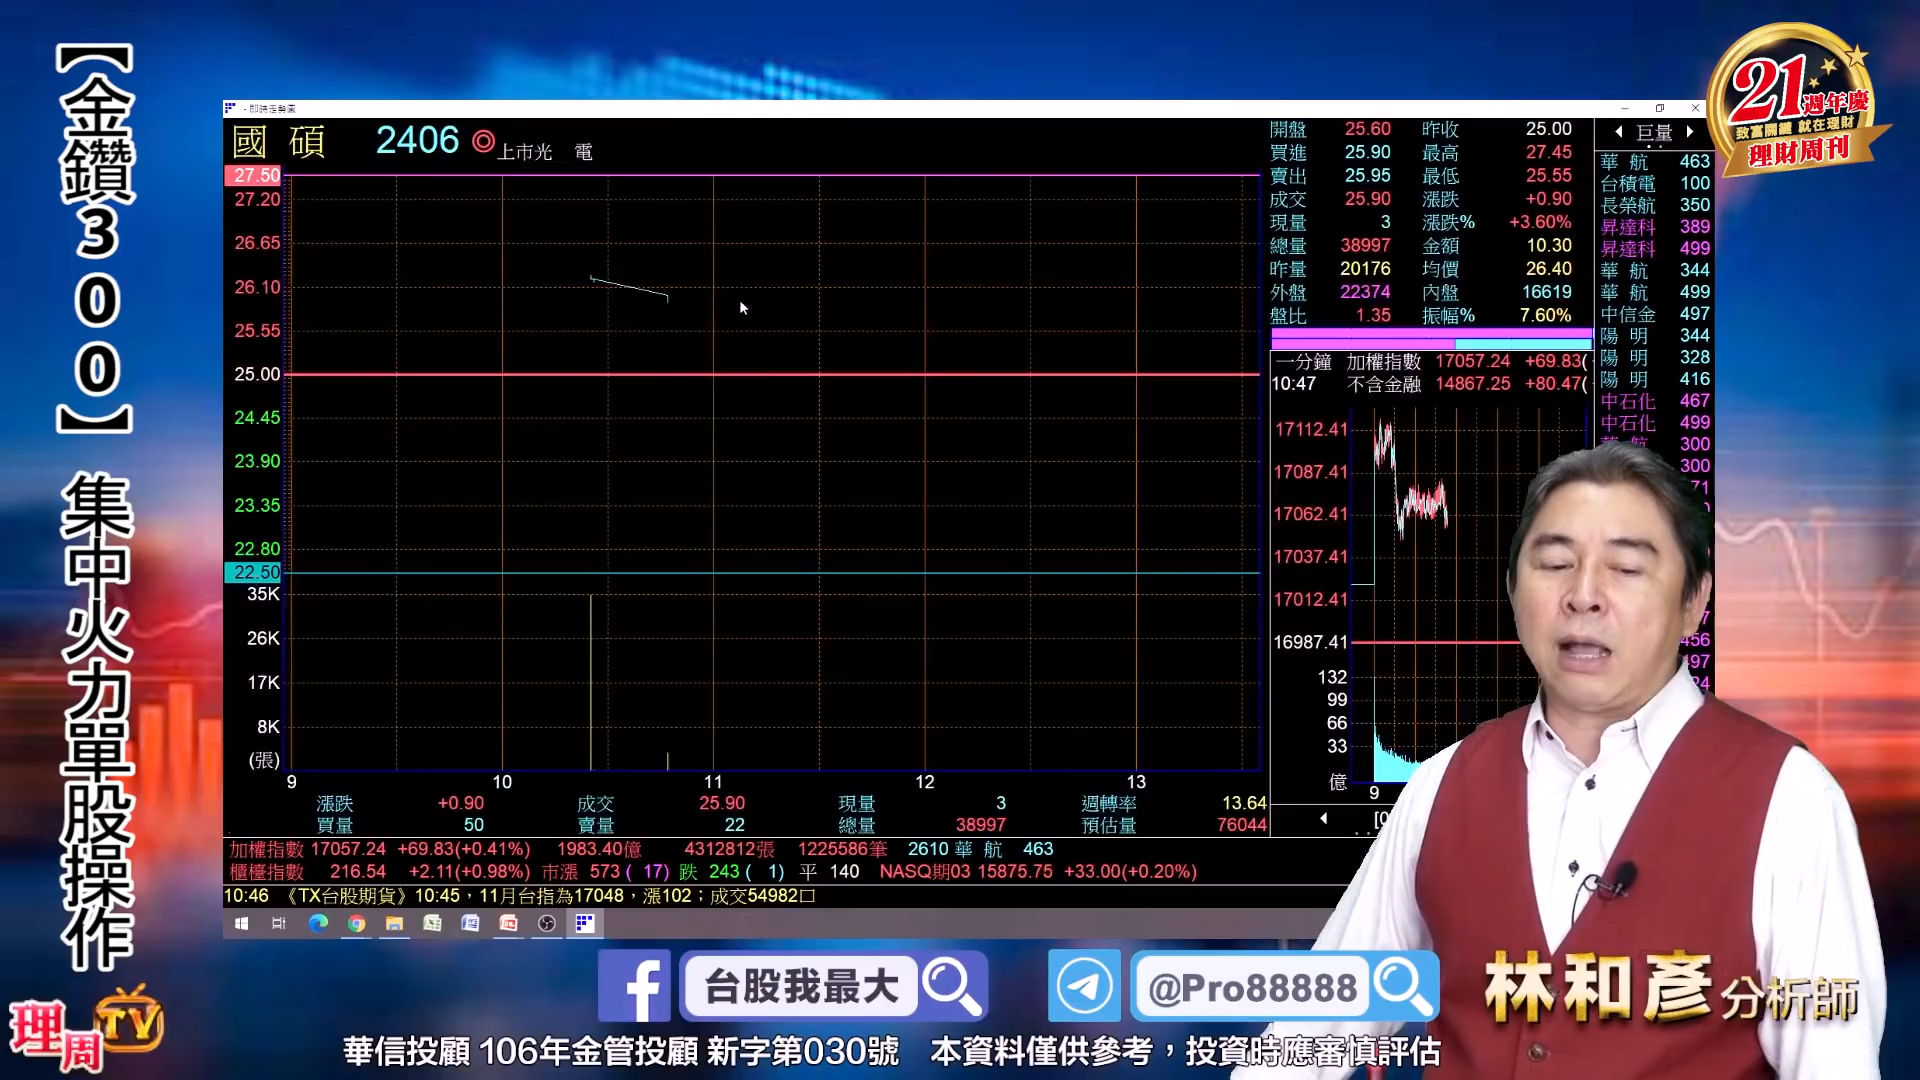 【金鑽300】集中火力單股操作
21週年慶
致富關鍵 就在理財
理財周刊
- 即時走勢圖
國碩 2406 ◎上市光電
27.50
27.20
26.65
26.10
25.55
25.00
24.45
23.90
23.35
22.80
22.50
35K
26K
17K
8K
(張)
9 10 11 12 13
開盤 25.60 昨收 25.00
買進 25.90 最高 27.45
賣出 25.95 最低 25.55
成交 25.90 漲跌 +0.90
現量 3 漲跌% +3.60%
總量 38997 金額 10.30
昨量 20176 均價 26.40
外盤 22374 內盤 16619
盤比 1.35 振幅% 7.60%
一分鐘 加權指數 17057.24 +69.83(
10:47 不含金融 14867.25 +80.47(
17112.41
17087.41
17062.41
17037.41
17012.41
16987.41
132
99
66
33
億
9
巨量
華航 463
台積電 100
長榮航 350
昇達科 389
昇達科 499
華航 344
華航 499
中信金 497
陽明 344
陽明 328
陽明 416
中石化 467
中石化 499
華航 300
300
456
漲跌 +0.90 成交 25.90 現量 3 週轉率 13.64
買量 50 賣量 22 總量 38997 預估量 76044
加權指數 17057.24 +69.83(+0.41%) 1983.40億 4312812張 1225586筆 2610 華航 463
櫃檯指數 216.54 +2.11(+0.98%) 市漲 573 ( 17) 跌 243 ( 1) 平 140 NASQ期03 15875.75 +33.00(+0.20%)
10:46 《TX台股期貨》10:45，11月台指為17048，漲102；成交54982口
台股我最大
@Pro88888
林和彥 分析師
理周TV
華信投顧 106年金管投顧 新字第030號 本資料僅供參考，投資時應審慎評估